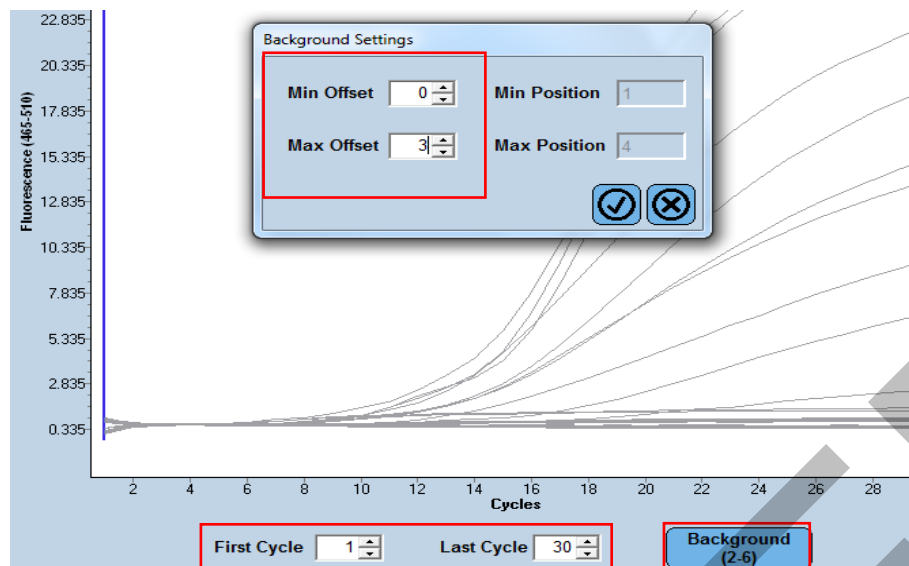 Background Settings
Min Offset 0 Min Position 1
Max Offset 3 Max Position 4
22.835
20.335
17.835
15.335
12.835
10.335
7.835
5.335
2.835
0.335
Fluorescence (465-510)
2 4 6 8 10 12 14 16 18 20 22 24 26 28
Cycles
First Cycle 1 Last Cycle 30 Background
(2-6)